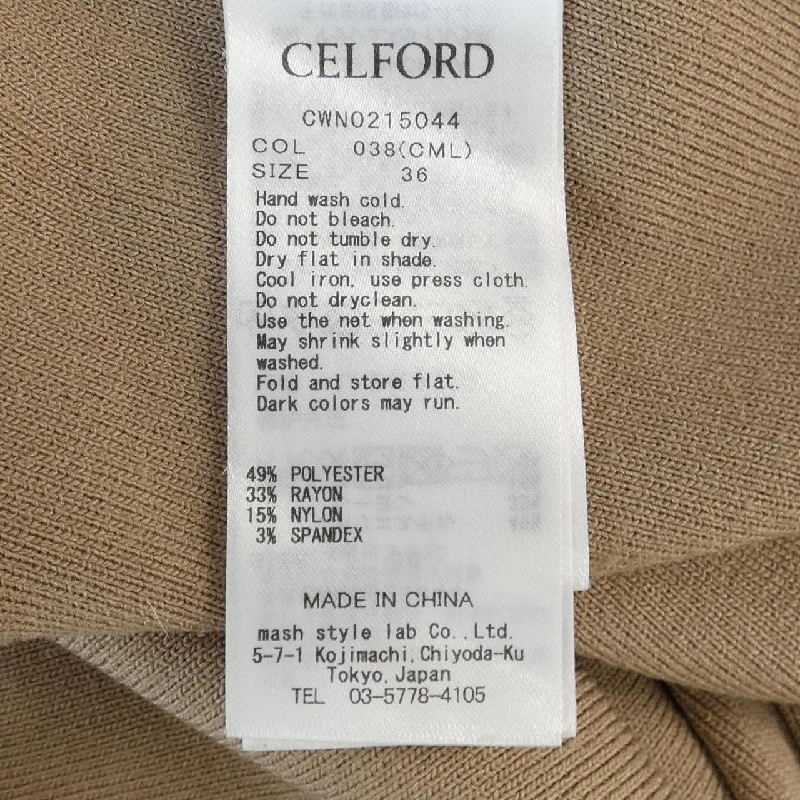 CELFORD
CWN0215044
COL 038(CML)
SIZE 36
Hand wash cold.
Do not bleach.
Do not tumble dry.
Dry flat in shade.
Cool iron, use press cloth.
Do not dryclean.
Use the net when washing.
May shrink slightly when
washed.
Fold and store flat.
Dark colors may run.
49% POLYESTER
33% RAYON
15% NYLON
3% SPANDEX
MADE IN CHINA
mash style lab Co.,Ltd.
5-7-1 Kojimachi,Chiyoda-Ku
Tokyo,Japan
TEL 03-5778-4105